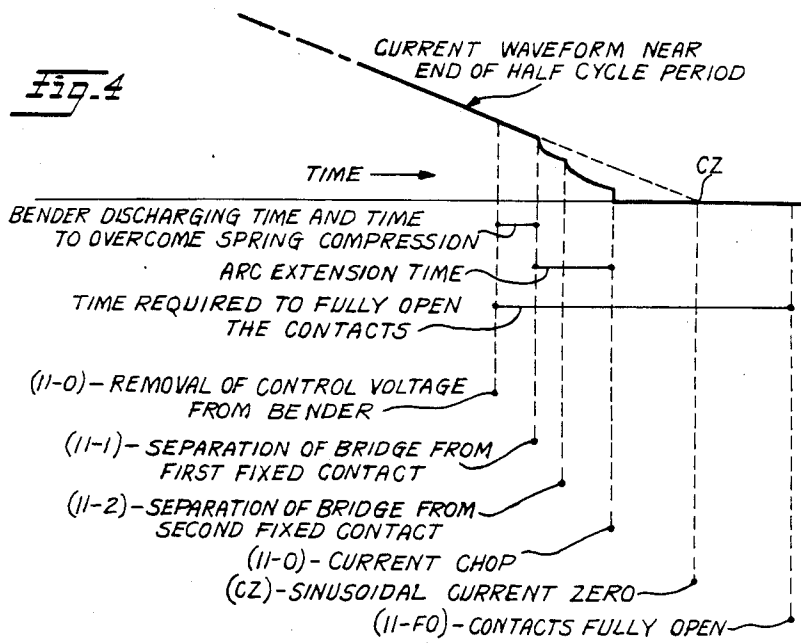 Fig. 4
CURRENT WAVEFORM NEAR
END OF HALF CYCLE PERIOD
TIME
CZ
BENDER DISCHARGING TIME AND TIME
TO OVERCOME SPRING COMPRESSION
ARC EXTENSION TIME
TIME REQUIRED TO FULLY OPEN
THE CONTACTS
(11-0)-REMOVAL OF CONTROL VOLTAGE
FROM BENDER
(11-1)-SEPARATION OF BRIDGE FROM
FIRST FIXED CONTACT
(11-2)-SEPARATION OF BRIDGE FROM
SECOND FIXED CONTACT
(11-0)-CURRENT CHOP
(CZ)-SINUSOIDAL CURRENT ZERO
(11-FO)-CONTACTS FULLY OPEN